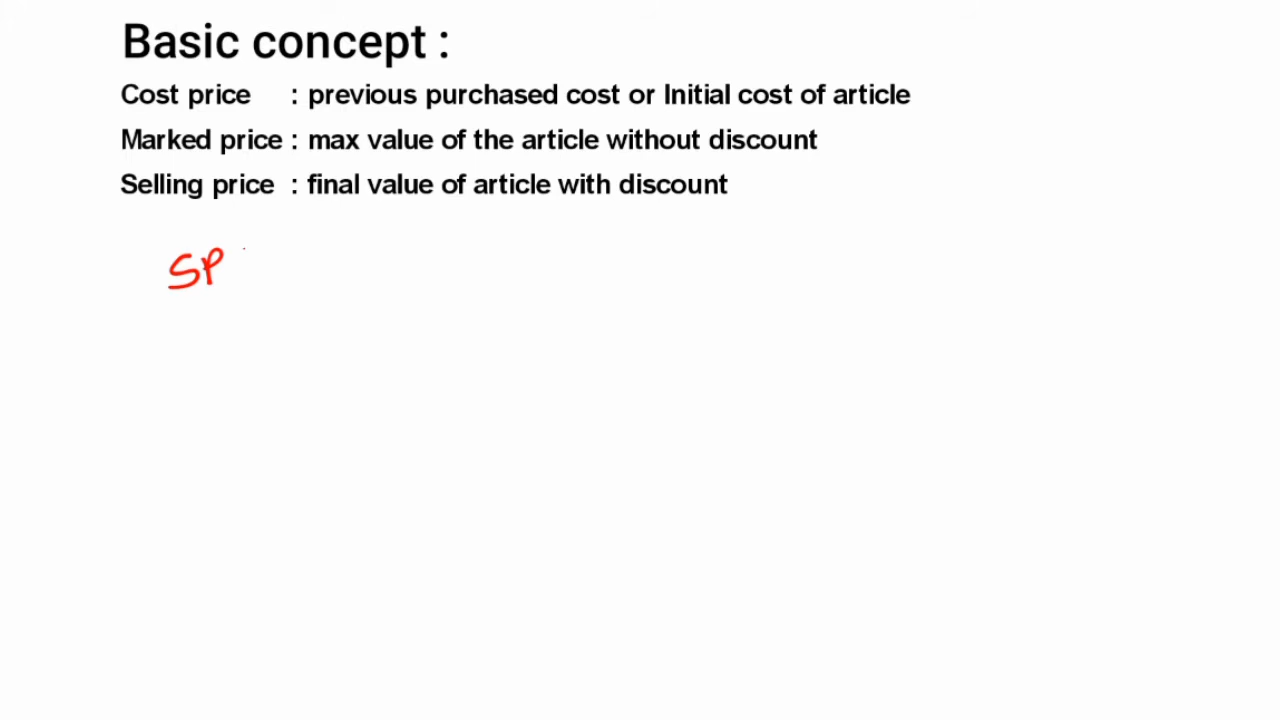 Basic concept :
Cost price : previous purchased cost or Initial cost of article
Marked price : max value of the article without discount
Selling price : final value of article with discount
SP